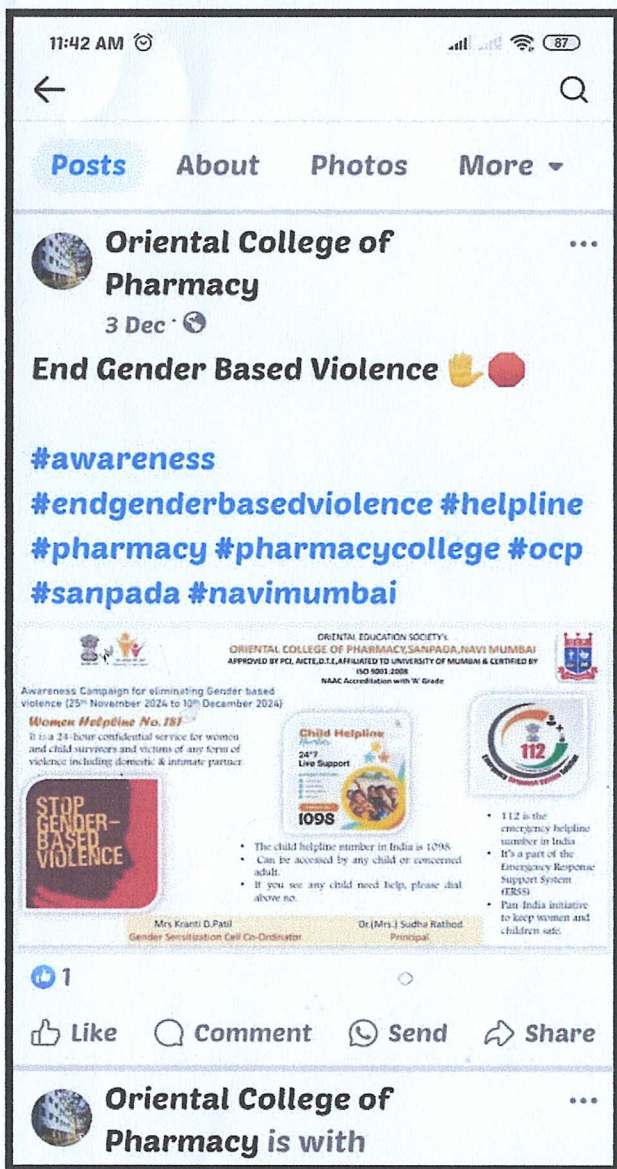 11:42 AM
87
Posts About Photos More
Oriental College of
Pharmacy
3 Dec ·
End Gender Based Violence
#awareness
#endgenderbasedviolence #helpline
#pharmacy #pharmacycollege #ocp
#sanpada #navimumbai
ORIENTAL EDUCATION SOCIETY's
ORIENTAL COLLEGE OF PHARMACY,SANPADA,NAVI MUMBAI
APPROVED BY PCI, AICTE,D.T.E,AFFILIATED TO UNIVERSITY OF MUMBAI & CERTIFIED BY
ISO 9001:2008
NAAC Accreditation with 'A' Grade
Awareness Campaign for eliminating Gender based
violence (25th November 2024 to 10th December 2024)
Women Helpline No.181
It is a 24-hour confidential service for women
and child survivors and victims of any form of
violence including domestic & intimate partner
STOP
GENDER-
BASED
VIOLENCE
Child Helpline
24*7
Live Support
1098
• The child helpline number in India is 1098
• Can be accessed by any child or concerned
adult.
• If you see any child need help, please dial
above no.
112
• 112 is the
emergency helpline
number in India
• It's a part of the
Emergency Response
Support System
(ERSS)
• Pan-India initiative
to keep women and
children safe.
Mrs Kranti D.Patil
Gender Sensitization Cell Co-Ordinator
Dr.(Mrs.) Sudha Rathod
Principal
1
Like Comment Send Share
Oriental College of
Pharmacy is with